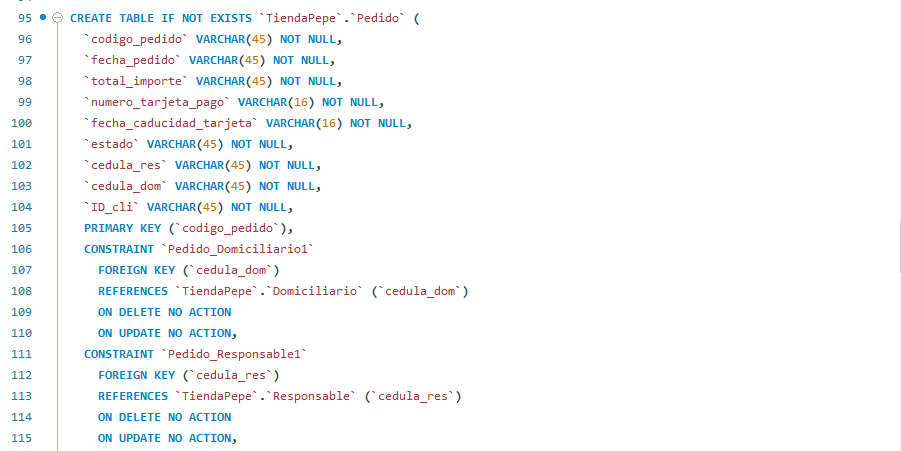 95 CREATE TABLE IF NOT EXISTS `TiendaPepe`.`Pedido` (
96 `codigo_pedido` VARCHAR(45) NOT NULL,
97 `fecha_pedido` VARCHAR(45) NOT NULL,
98 `total_importe` VARCHAR(45) NOT NULL,
99 `numero_tarjeta_pago` VARCHAR(16) NOT NULL,
100 `fecha_caducidad_tarjeta` VARCHAR(16) NOT NULL,
101 `estado` VARCHAR(45) NOT NULL,
102 `cedula_res` VARCHAR(45) NOT NULL,
103 `cedula_dom` VARCHAR(45) NOT NULL,
104 `ID_cli` VARCHAR(45) NOT NULL,
105 PRIMARY KEY (`codigo_pedido`),
106 CONSTRAINT `Pedido_Domiciliario1`
107 FOREIGN KEY (`cedula_dom`)
108 REFERENCES `TiendaPepe`.`Domiciliario` (`cedula_dom`)
109 ON DELETE NO ACTION
110 ON UPDATE NO ACTION,
111 CONSTRAINT `Pedido_Responsable1`
112 FOREIGN KEY (`cedula_res`)
113 REFERENCES `TiendaPepe`.`Responsable` (`cedula_res`)
114 ON DELETE NO ACTION
115 ON UPDATE NO ACTION,